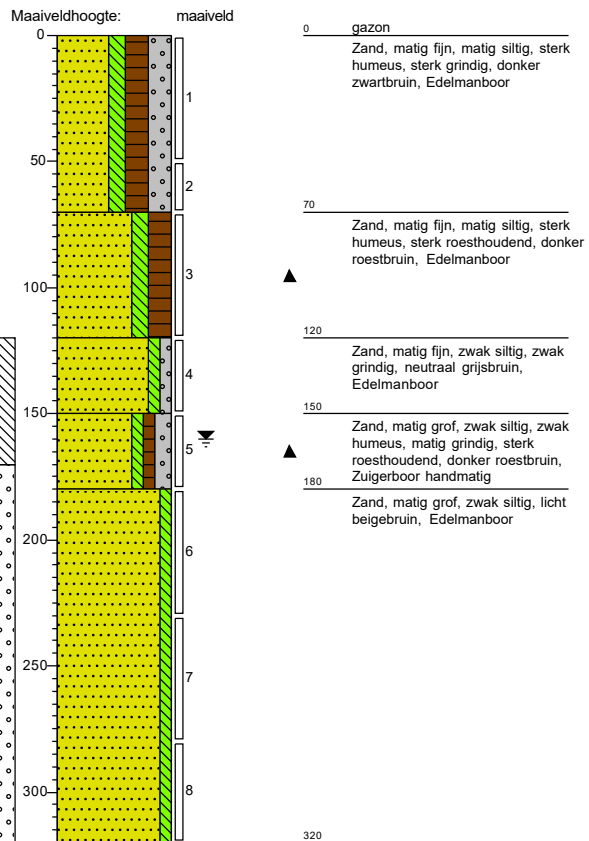 Maaiveldhoogte: maaiveld
0
50
100
150
200
250
300
1
2
3
4
5
6
7
8
0 gazon
Zand, matig fijn, matig siltig, sterk
humeus, sterk grindig, donker
zwartbruin, Edelmanboor
70
Zand, matig fijn, matig siltig, sterk
humeus, sterk roesthoudend, donker
roestbruin, Edelmanboor
120
Zand, matig fijn, zwak siltig, zwak
grindig, neutraal grijsbruin,
Edelmanboor
150
Zand, matig grof, zwak siltig, zwak
humeus, matig grindig, sterk
roesthoudend, donker roestbruin,
Zuigerboor handmatig
180
Zand, matig grof, zwak siltig, licht
beigebruin, Edelmanboor
320